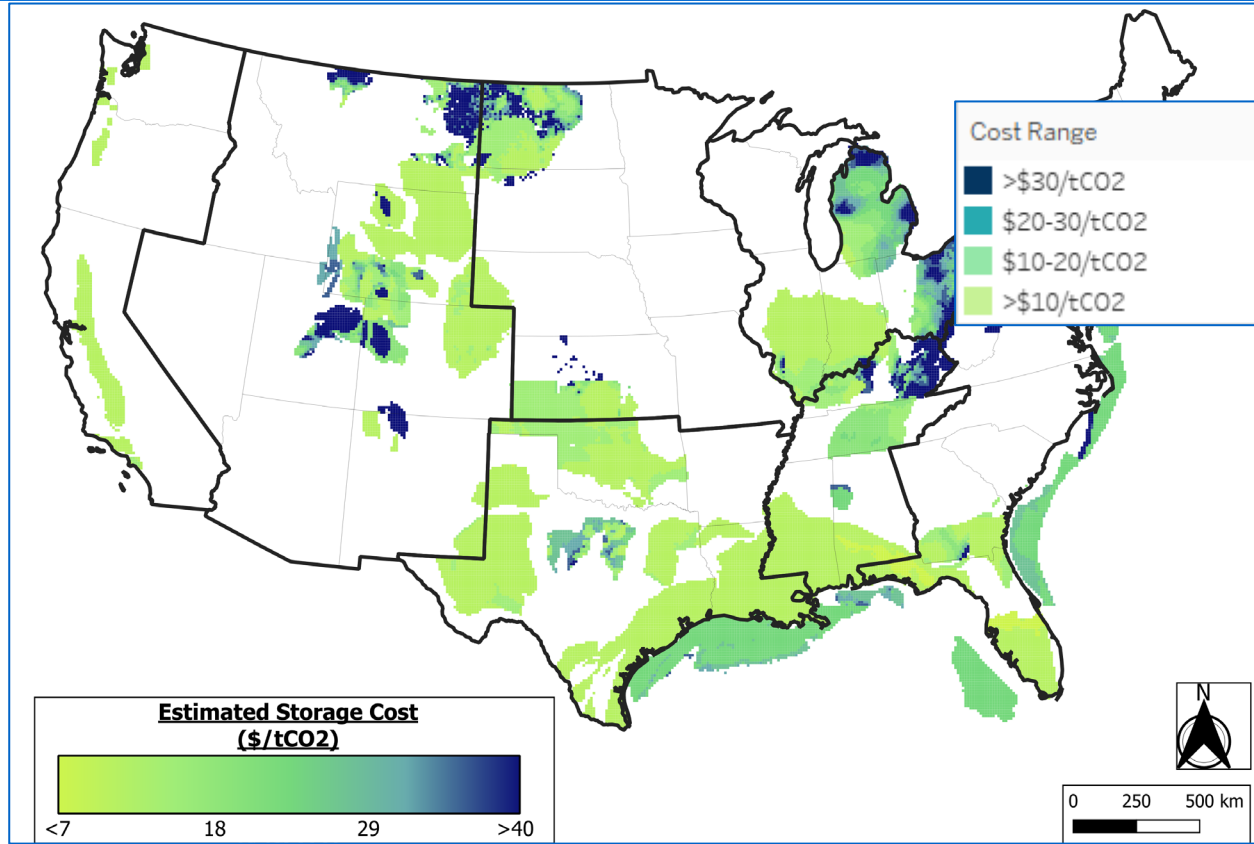 Cost Range
>$30/tCO2
$20-30/tCO2
$10-20/tCO2
>$10/tCO2
Estimated Storage Cost
($/tCO2)
<7 18 29 >40
N
0 250 500 km